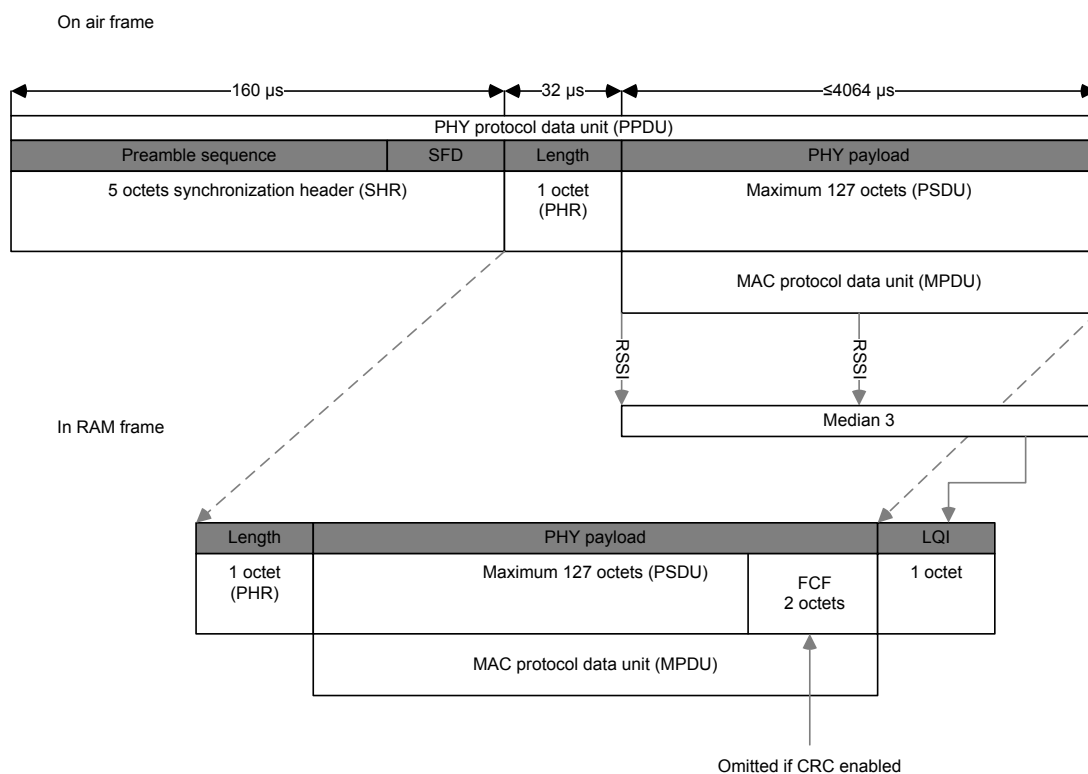 On air frame
160 µs
32 µs
≤4064 µs
PHY protocol data unit (PPDU)
Preamble sequence
SFD
Length
PHY payload
5 octets synchronization header (SHR)
1 octet
(PHR)
Maximum 127 octets (PSDU)
MAC protocol data unit (MPDU)
RSSI
RSSI
In RAM frame
Median 3
Length
PHY payload
LQI
1 octet
(PHR)
Maximum 127 octets (PSDU)
FCF
2 octets
1 octet
MAC protocol data unit (MPDU)
Omitted if CRC enabled